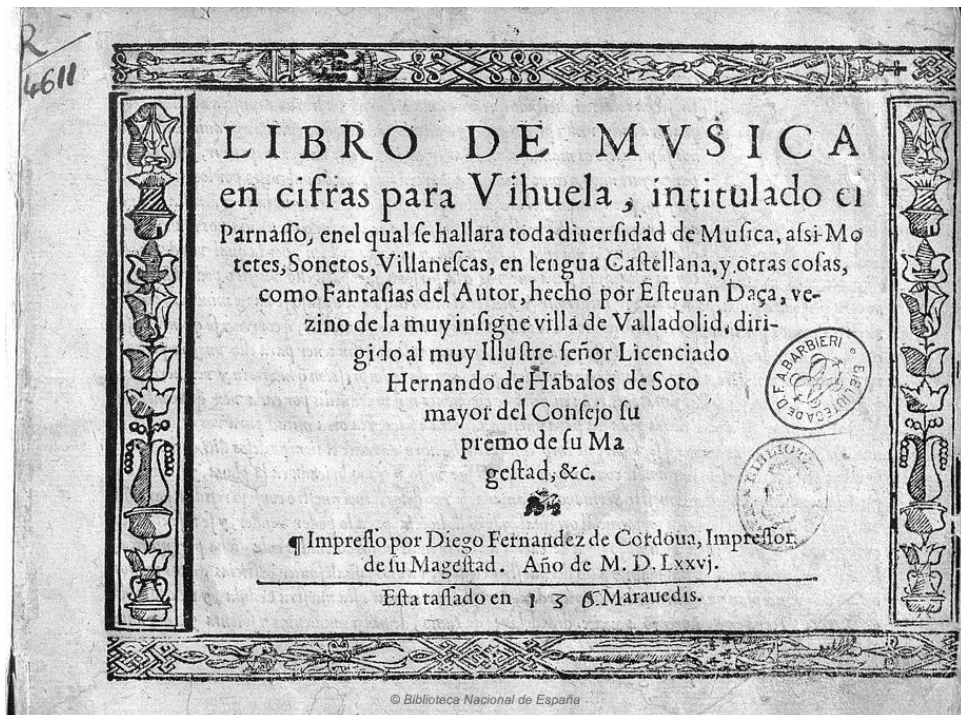 R
4611
LIBRO DE MVSICA
en cifras para Vihuela, intitulado el
Parnaſſo, enel qual ſe hallara toda diuerſidad de Muſica, aſsi Mo
tetes, Sonetos, Villaneſcas, en lengua Caſtellana, y otras coſas,
como Fantaſias del Autor, hecho por Eſteuan Daça, ve-
zino de la muy inſigne villa de Valladolid, diri-
gido al muy Illuſtre ſeñor Licenciado
Hernando de Habalos de Soto
mayor del Conſejo ſu
premo de ſu Ma
geſtad, &c.
BIBLIOTECA DE D. F. A. BARBIERI
BIBLIOTE
¶ Impreſſo por Diego Fernandez de Cordoua, Impreſſor
de ſu Mageſtad. Año de M. D. Lxxvj.
Eſta taſſado en 136 Marauedis.
© Biblioteca Nacional de España